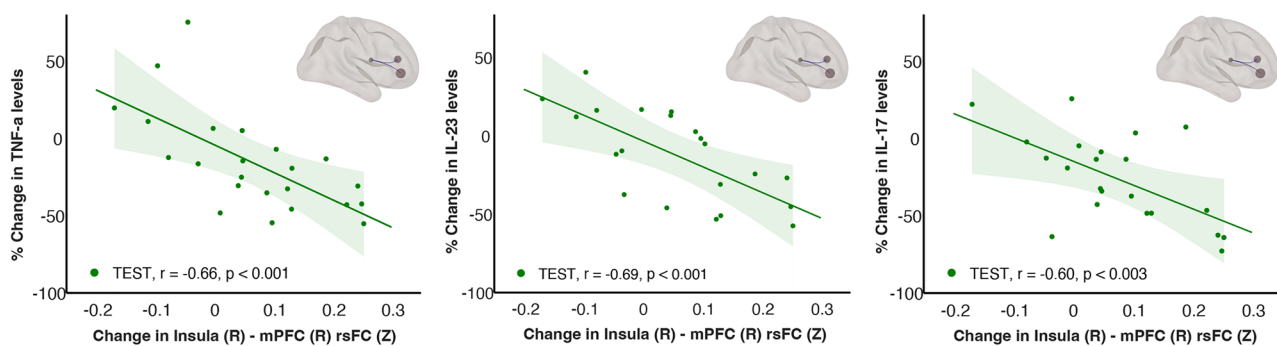 % Change in TNF-a levels
50
0
-50
-100
-0.2 -0.1 0 0.1 0.2 0.3
TEST, r = -0.66, p < 0.001
Change in Insula (R) - mPFC (R) rsFC (Z)
% Change in IL-23 levels
50
0
-50
-100
-0.2 -0.1 0 0.1 0.2 0.3
TEST, r = -0.69, p < 0.001
Change in Insula (R) - mPFC (R) rsFC (Z)
% Change in IL-17 levels
50
0
-50
-100
-0.2 -0.1 0 0.1 0.2 0.3
TEST, r = -0.60, p < 0.003
Change in Insula (R) - mPFC (R) rsFC (Z)